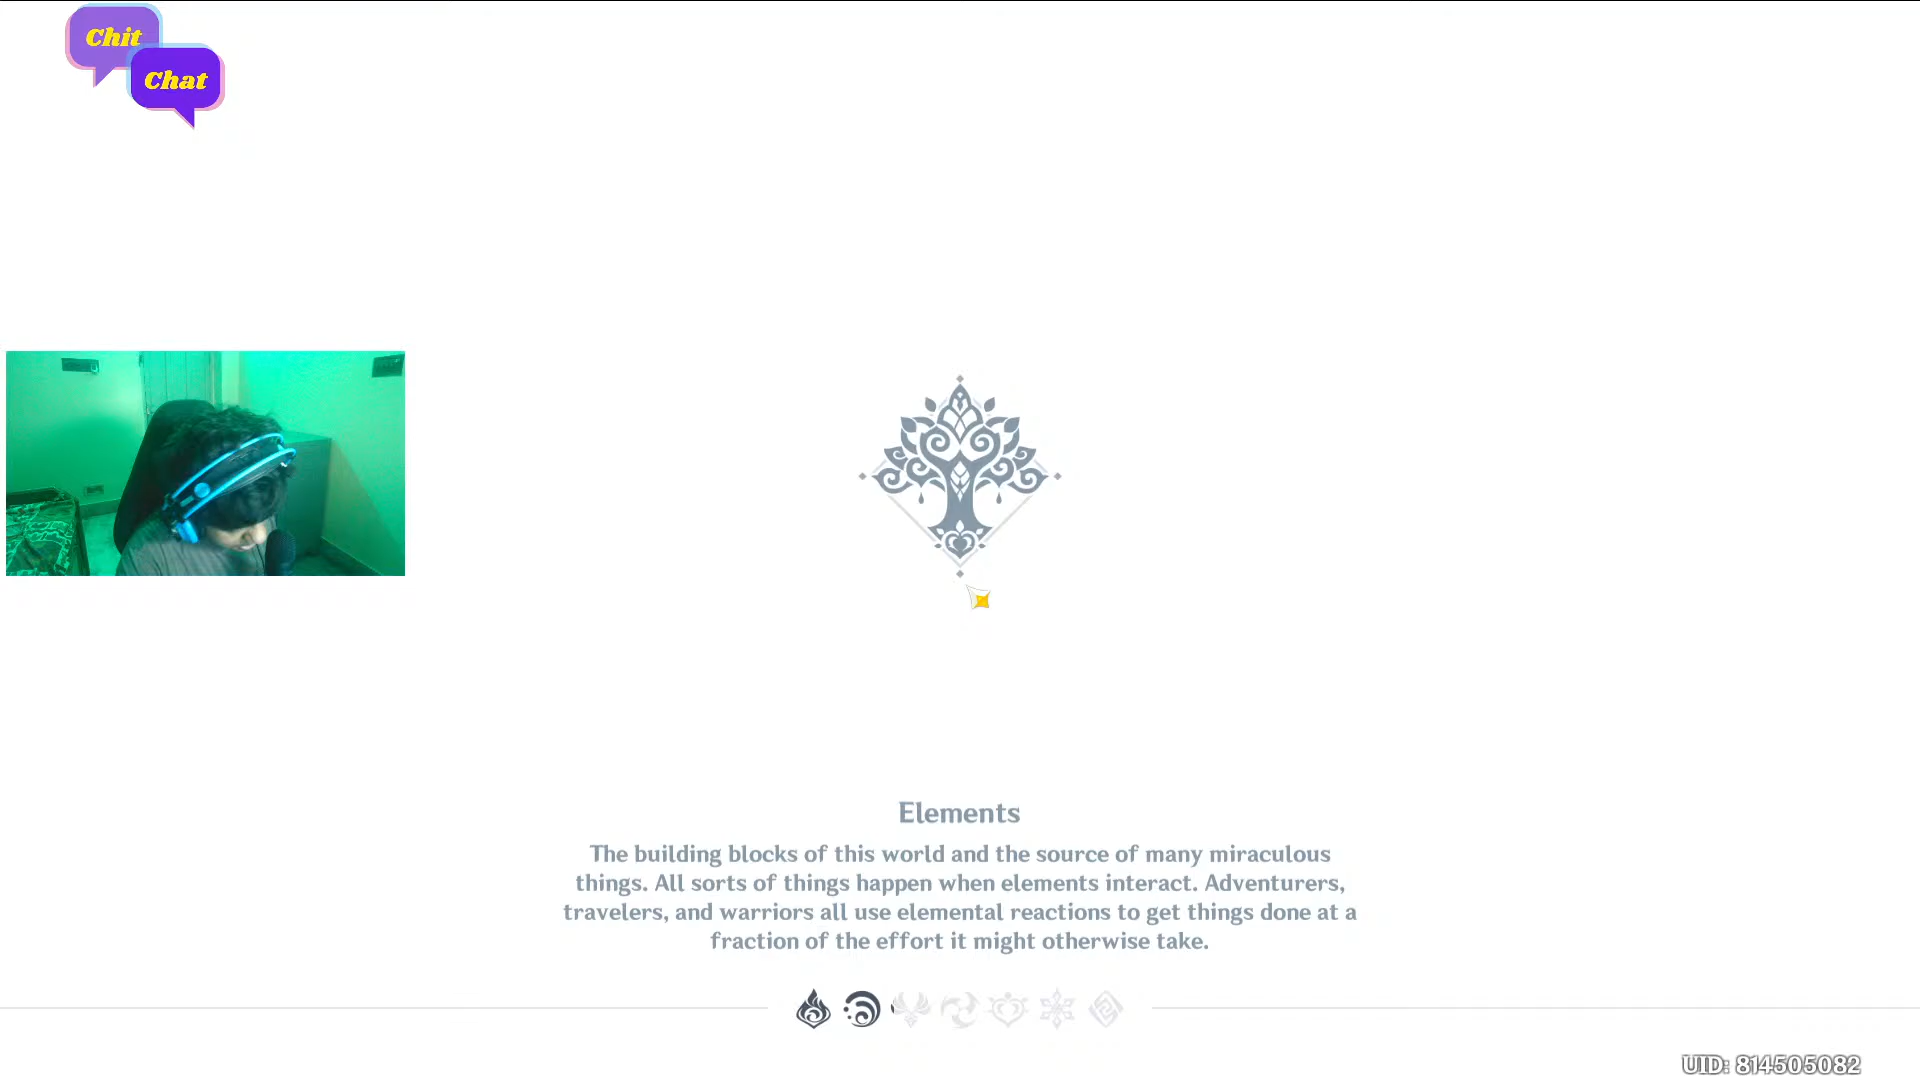 Chit
Chat
Elements
The building blocks of this world and the source of many miraculous
things. All sorts of things happen when elements interact. Adventurers,
travelers, and warriors all use elemental reactions to get things done at a
fraction of the effort it might otherwise take.
UID: 814505082